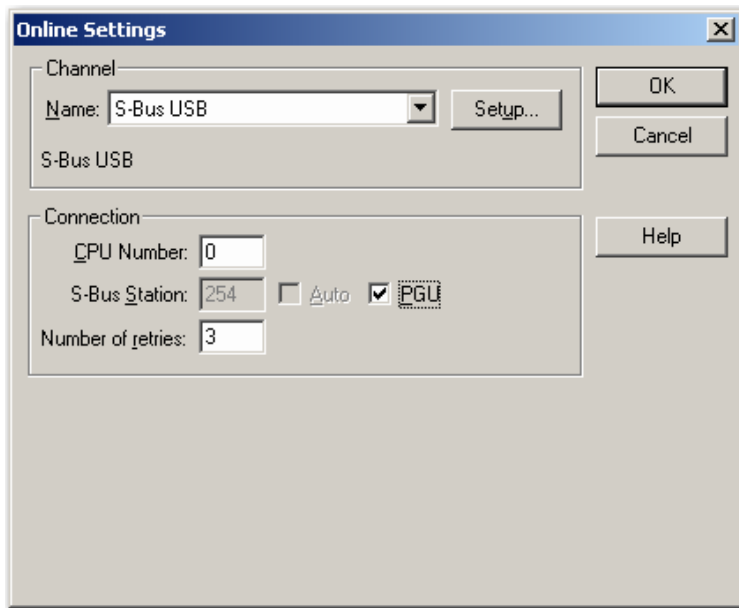 Online Settings
Channel
Name: S-Bus USB Setup...
S-Bus USB
OK
Cancel
Connection
CPU Number: 0
S-Bus Station: 254 Auto PGU
Number of retries: 3
Help